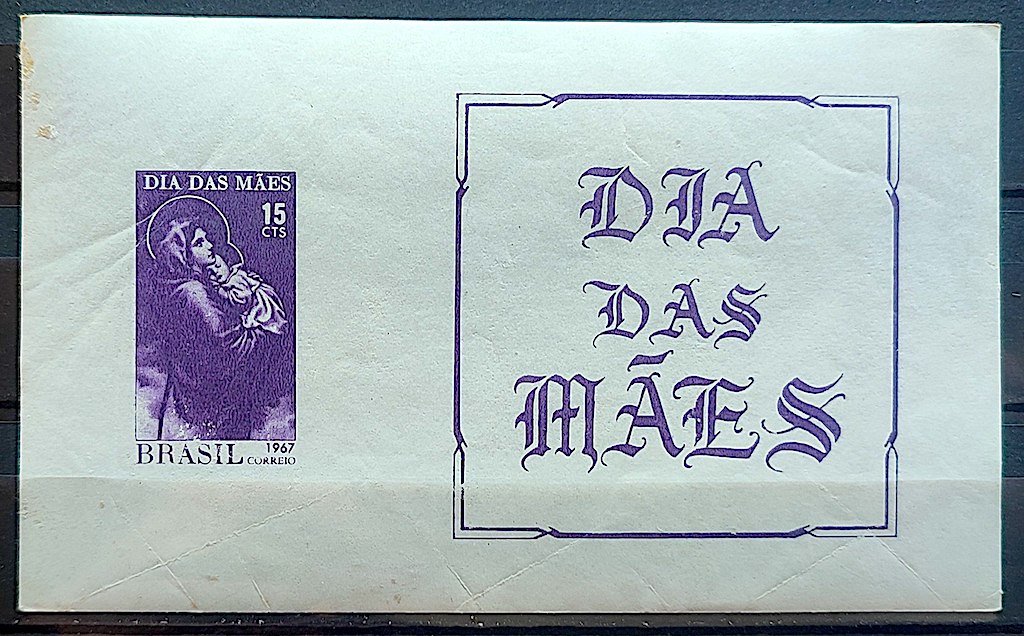 DIA DAS MÃES
15
CTS
BRASIL 1967 CORREIO
DIA
DAS
MÃES